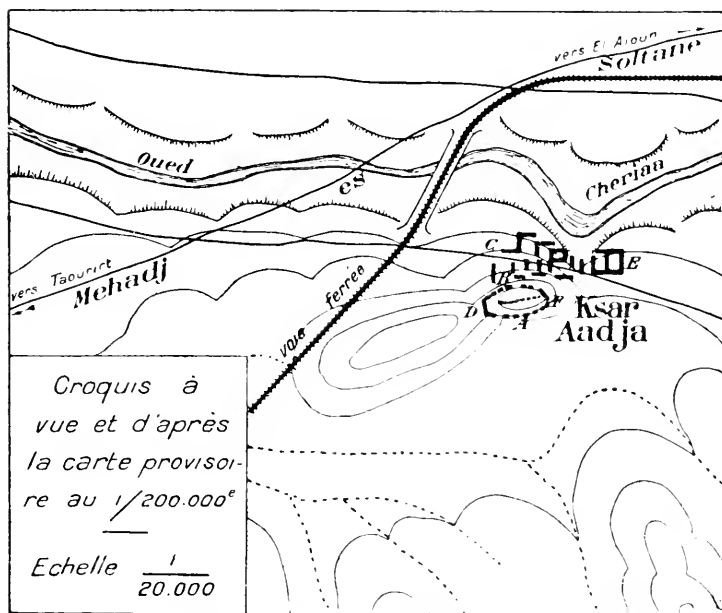 vers El Aïoun
Soltane
Oued
es
Cheriaa
C
E
B
vers Taourirt
Mehadj
voie ferrée
D
F
A
Ksar
Aadja
Croquis à
vue et d'après
la carte provisoi-
re au 1/200.000e
Echelle 1
20.000